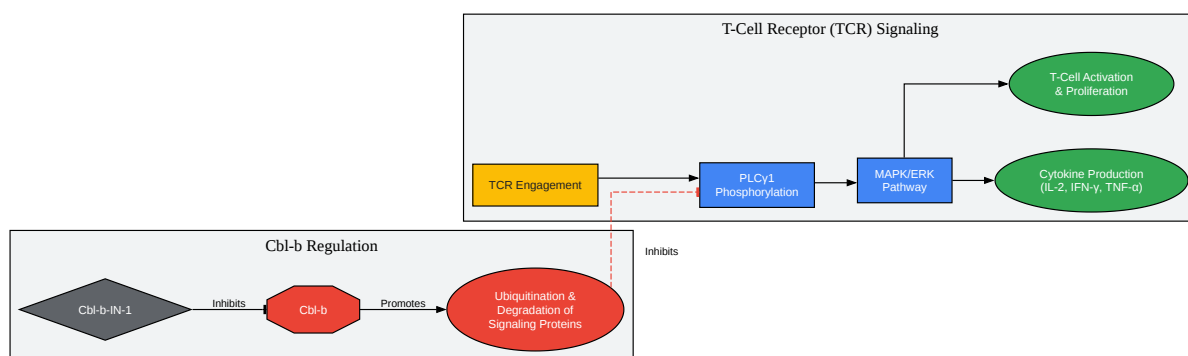 T-Cell Receptor (TCR) Signaling
T-Cell Activation
& Proliferation
TCR Engagement
PLCγ1
Phosphorylation
MAPK/ERK
Pathway
Cytokine Production
(IL-2, IFN-γ, TNF-α)
Inhibits
Cbl-b Regulation
Cbl-b-IN-1
Inhibits
Cbl-b
Promotes
Ubiquitination &
Degradation of
Signaling Proteins